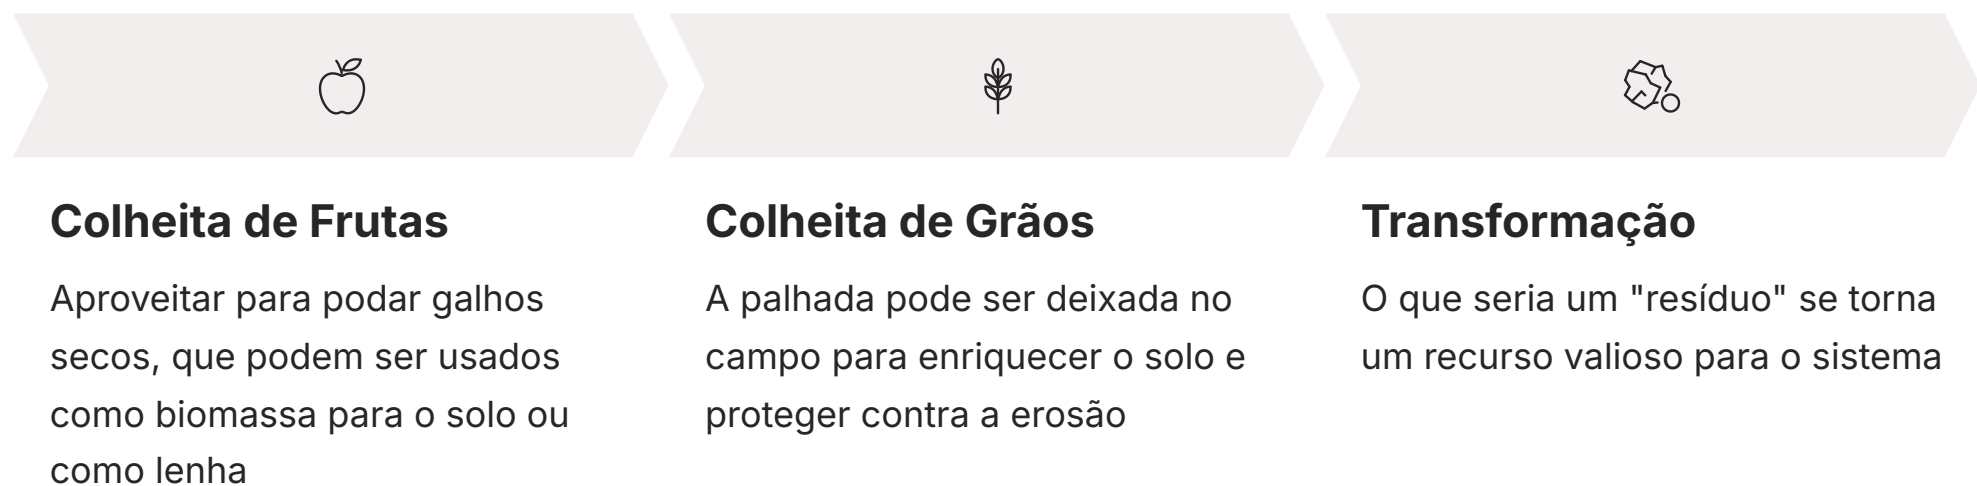 Colheita de Frutas
Aproveitar para podar galhos
secos, que podem ser usados
como biomassa para o solo ou
como lenha
Colheita de Grãos
A palhada pode ser deixada no
campo para enriquecer o solo e
proteger contra a erosão
Transformação
O que seria um "resíduo" se torna
um recurso valioso para o sistema